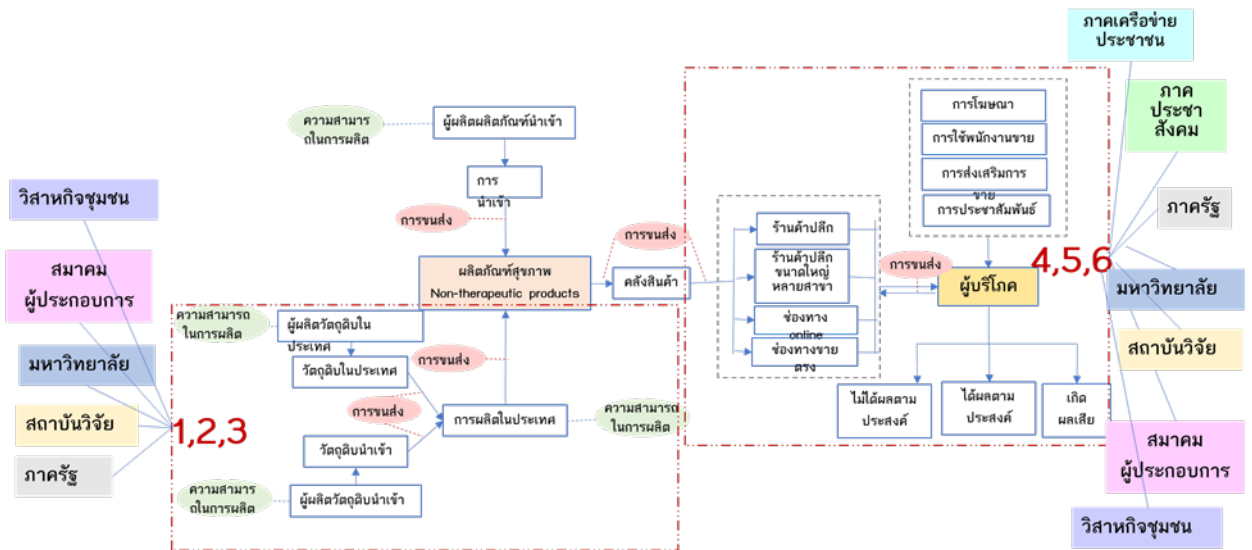 ภาคเครือข่าย
ประชาชน
ภาค
ประชา
สังคม
ภาครัฐ
4,5,6
มหาวิทยาลัย
สถาบันวิจัย
สมาคม
ผู้ประกอบการ
วิสาหกิจชุมชน
การโฆษณา
การใช้พนักงานขาย
การส่งเสริมการ
ขาย
การประชาสัมพันธ์
ความสามาร
ถในการผลิต
ผู้ผลิตผลิตภัณฑ์นำเข้า
การ
นำเข้า
การขนส่ง
ผลิตภัณฑ์สุขภาพ
Non-therapeutic products
การขนส่ง
คลังสินค้า
ร้านค้าปลีก
ร้านค้าปลีก
ขนาดใหญ่
หลายสาขา
ช่องทาง
online
ช่องทางขาย
ตรง
การขนส่ง
ผู้บริโภค
ไม่ได้ผลตาม
ประสงค์
ได้ผลตาม
ประสงค์
เกิด
ผลเสีย
วิสาหกิจชุมชน
สมาคม
ผู้ประกอบการ
มหาวิทยาลัย
สถาบันวิจัย
ภาครัฐ
1,2,3
ความสามารถ
ในการผลิต
ผู้ผลิตวัตถุดิบใน
ประเทศ
วัตถุดิบในประเทศ
การขนส่ง
การขนส่ง
การผลิตในประเทศ
ความสามารถ
ในการผลิต
วัตถุดิบนำเข้า
ความสามาร
ถในการผลิต
ผู้ผลิตวัตถุดิบนำเข้า